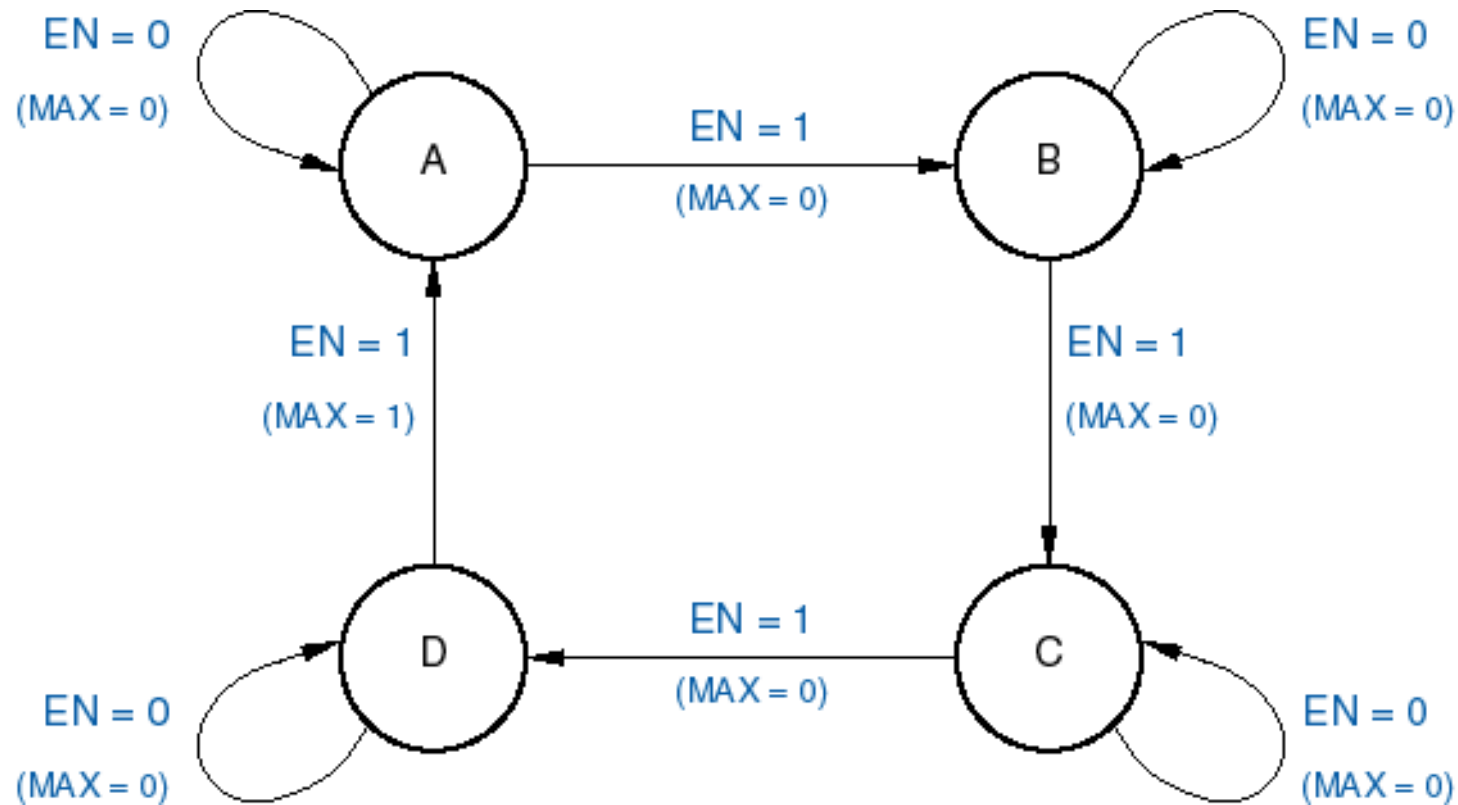 EN = 0
(MAX = 0)
A
EN = 1
(MAX = 0)
B
EN = 0
(MAX = 0)
EN = 1
(MAX = 1)
EN = 1
(MAX = 0)
EN = 0
(MAX = 0)
D
EN = 1
(MAX = 0)
C
EN = 0
(MAX = 0)